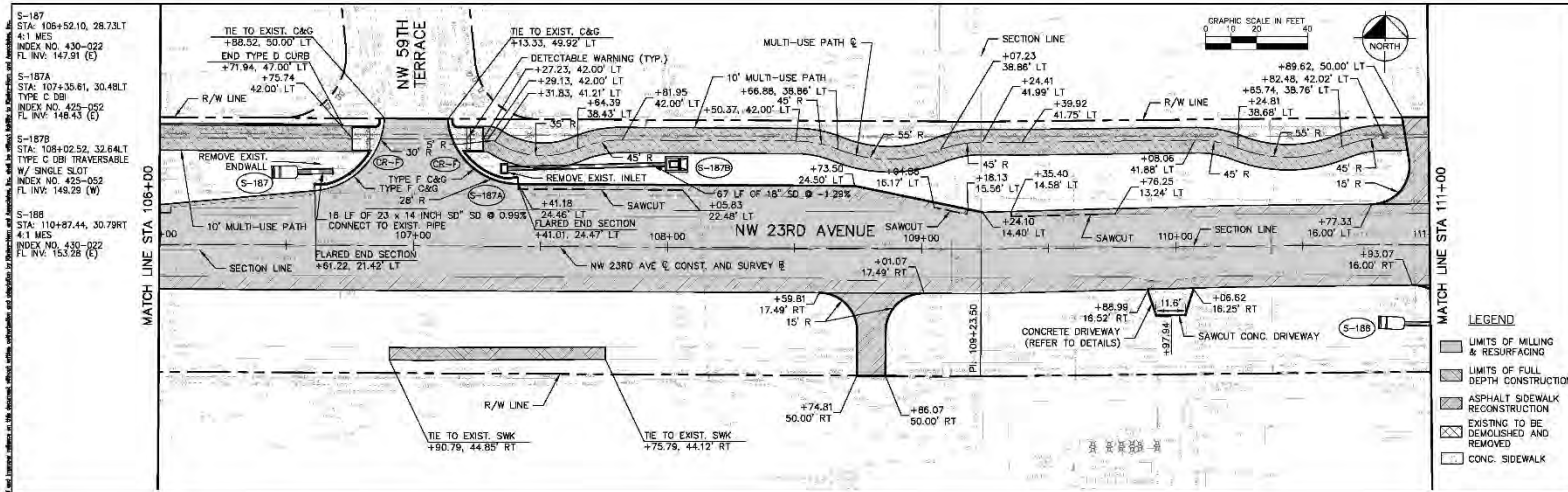 S-187
STA: 106+52.10, 28.73LT
4:1 MES
INDEX NO. 430-022
FL INV: 147.91 (E)
S-187A
STA: 107+35.61, 30.48LT
TYPE C DBI
INDEX NO. 425-052
FL INV: 148.43 (E)
S-187B
STA: 108+02.52, 32.64LT
TYPE C DBI TRAVERSABLE
W/ SINGLE SLOT
INDEX NO. 425-052
FL INV: 149.29 (W)
S-188
STA: 110+87.44, 30.79RT
4:1 MES
INDEX NO. 430-022
FL INV: 153.28 (E)
MATCH LINE STA 106+00
TIE TO EXIST. C&G
+88.52, 50.00' LT
END TYPE D CURB
+71.94, 47.00' LT
+75.74
42.00' LT
R/W LINE
NW 59TH
TERRACE
TIE TO EXIST. C&G
+13.33, 49.92' LT
DETECTABLE WARNING (TYP.)
+27.23, 42.00' LT
+29.13, 42.00' LT
+31.83, 41.21' LT
+64.39
38.43' LT
+81.95
42.00' LT
10' MULTI-USE PATH
+66.88, 38.86' LT
+50.37, 42.00' LT
45' R
MULTI-USE PATH ℄
SECTION LINE
+07.23
38.86' LT
+24.41
41.99' LT
+39.92
41.75' LT
GRAPHIC SCALE IN FEET
0 10 20 40
NORTH
+89.62, 50.00' LT
+82.48, 42.02' LT
+65.74, 38.76' LT
+24.81
38.68' LT
R/W LINE
REMOVE EXIST.
ENDWALL
S-187
5' R
30' R
CR-F
CR-F
35' R
45' R
TYPE F C&G
TYPE F C&G
28' R
S-187A
REMOVE EXIST. INLET
S-187B
67 LF OF 18" SD @ -1.29%
55' R
45' R
45' R
55' R
45' R
15' R
+73.50
24.50' LT
15.17' LT
+18.13
15.56' LT
+35.40
14.58' LT
+08.06
41.88' LT
+76.25
13.24' LT
10' MULTI-USE PATH
18 LF OF 23 x 14 INCH SD" SD @ 0.99%
CONNECT TO EXIST. PIPE
+41.18
24.46' LT
FLARED END SECTION
+41.01, 24.47' LT
SAWCUT
+05.83
22.48' LT
SAWCUT
+24.10
14.40' LT
SAWCUT
+77.33
16.00' LT
+00
107+00
108+00
NW 23RD AVENUE
109+00
110+00
SECTION LINE
111
SECTION LINE
FLARED END SECTION
+61.22, 21.42' LT
NW 23RD AVE ℄ CONST. AND SURVEY ℄
+01.07
17.49' RT
+93.07
16.00' RT
+59.81
17.49' RT
15' R
PI: 109+23.50
+88.99
16.52' RT
11.6'
+06.62
16.25' RT
CONCRETE DRIVEWAY
(REFER TO DETAILS)
+97.94
SAWCUT CONC. DRIVEWAY
S-188
R/W LINE
+74.81
50.00' RT
+86.07
50.00' RT
TIE TO EXIST. SWK
+90.79, 44.85' RT
TIE TO EXIST. SWK
+75.79, 44.12' RT
MATCH LINE STA 111+00
LEGEND
LIMITS OF MILLING
& RESURFACING
LIMITS OF FULL
DEPTH CONSTRUCTION
ASPHALT SIDEWALK
RECONSTRUCTION
EXISTING TO BE
DEMOLISHED AND
REMOVED
CONC. SIDEWALK